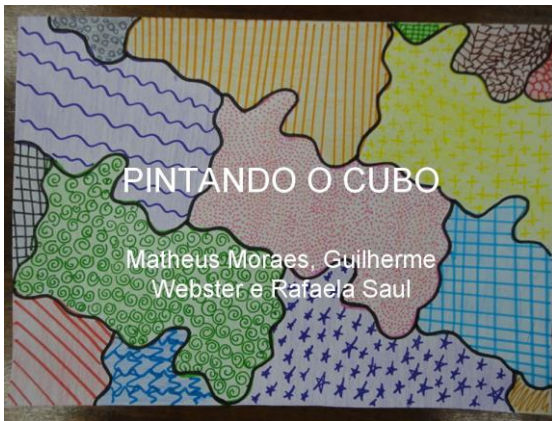 PINTANDO O CUBO
Matheus Moraes, Guilherme
Webster e Rafaela Saul